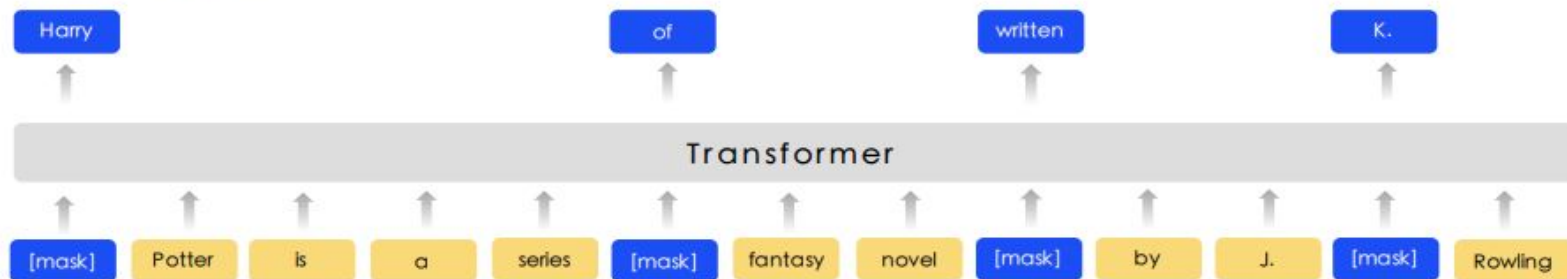 Harry of written K.
Transformer
[mask] Potter is a series [mask] fantasy novel [mask] by J. [mask] Rowling